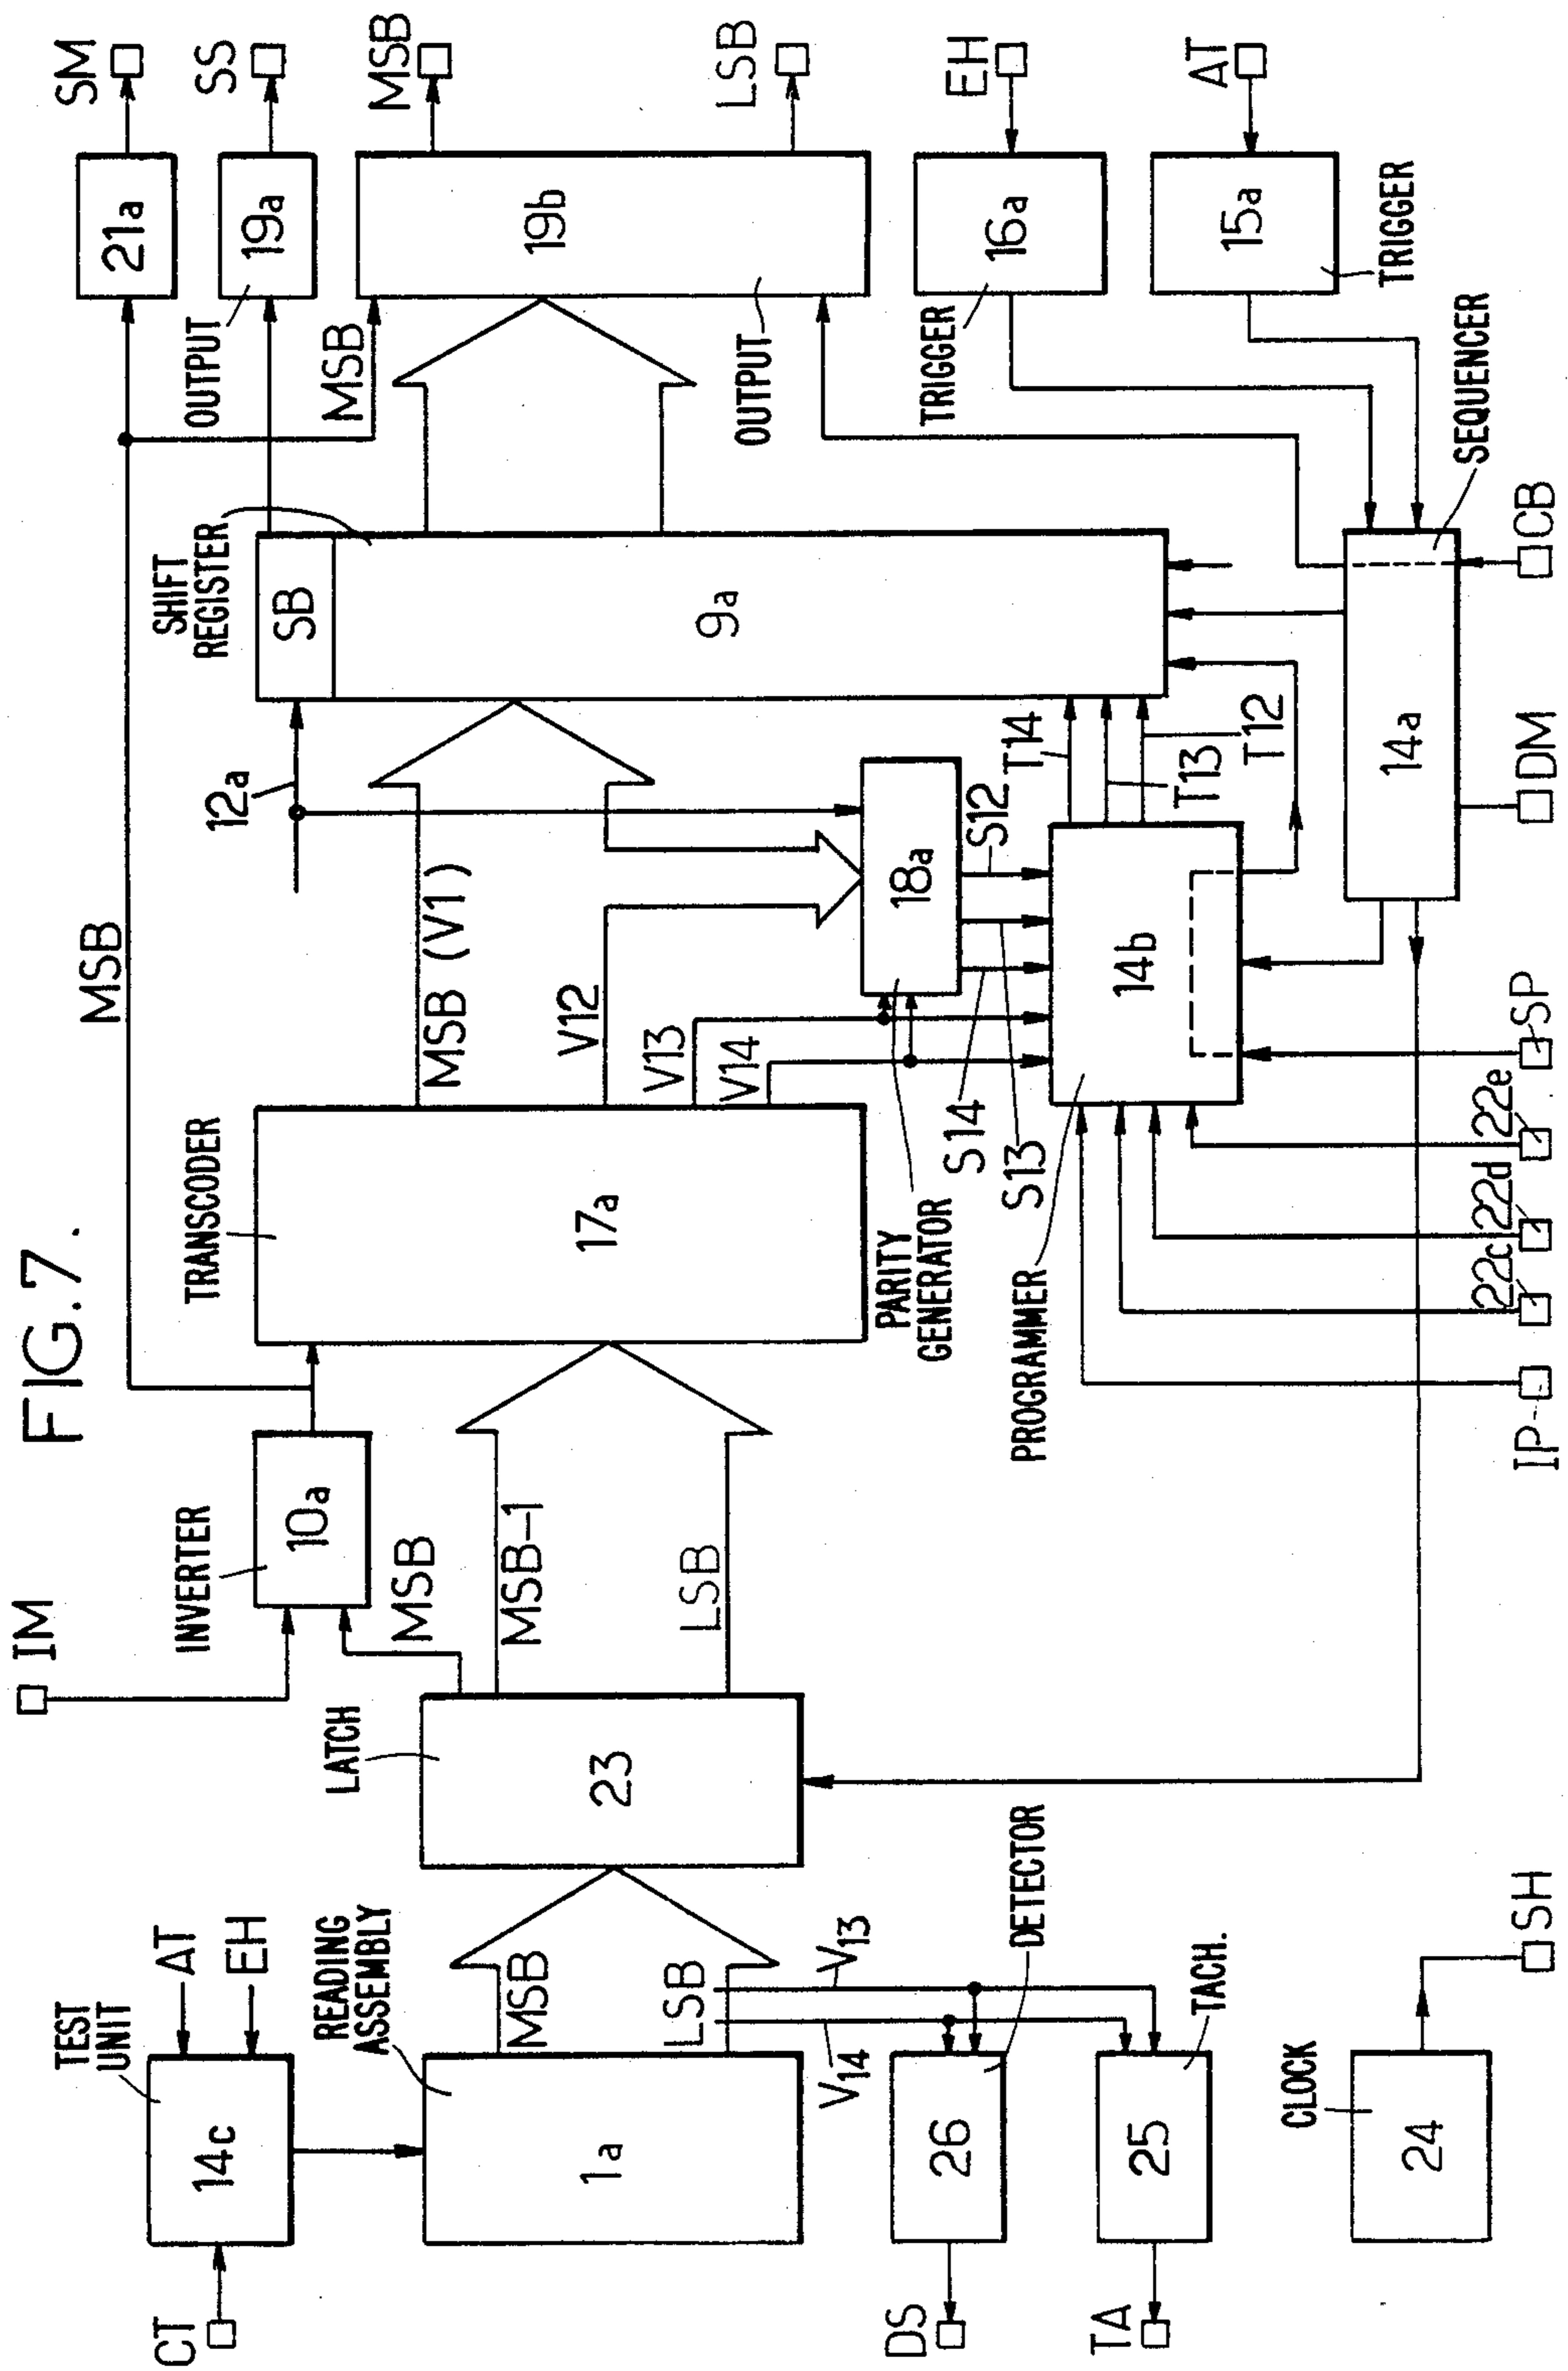 FIG.7.
CT
TEST
UNIT
14c
AT
EH
READING
ASSEMBLY
1a
MSB
LSB
V14
V13
DS
26
DETECTOR
TA
25
TACH.
CLOCK
24
SH
LATCH
23
IM
INVERTER
10a
MSB
MSB-1
LSB
MSB
TRANSCODER
17a
MSB (V1)
V12
V13
V14
12a
PARITY
GENERATOR
18a
S14
S13
S12
PROGRAMMER
14b
T14
T13
T12
IP
22c
22d
22e
SP
SHIFT
REGISTER
SB
9a
14a
SEQUENCER
DM
CB
OUTPUT
MSB
OUTPUT
21a
19a
19b
TRIGGER
16a
15a
TRIGGER
SM
SS
MSB
LSB
EH
AT